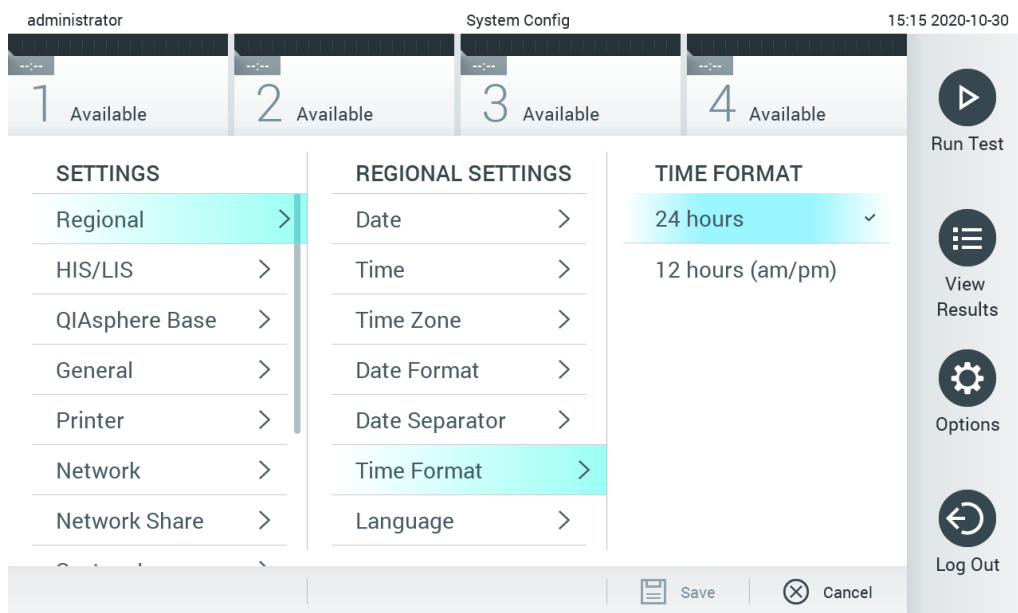 administrator
System Config
15:15 2020-10-30
--:--
--:--
--:--
--:--
1 Available
2 Available
3 Available
4 Available
Run Test
View
Results
Options
Log Out
SETTINGS
Regional
HIS/LIS
QIAsphere Base
General
Printer
Network
Network Share
REGIONAL SETTINGS
Date
Time
Time Zone
Date Format
Date Separator
Time Format
Language
TIME FORMAT
24 hours
12 hours (am/pm)
Save
Cancel